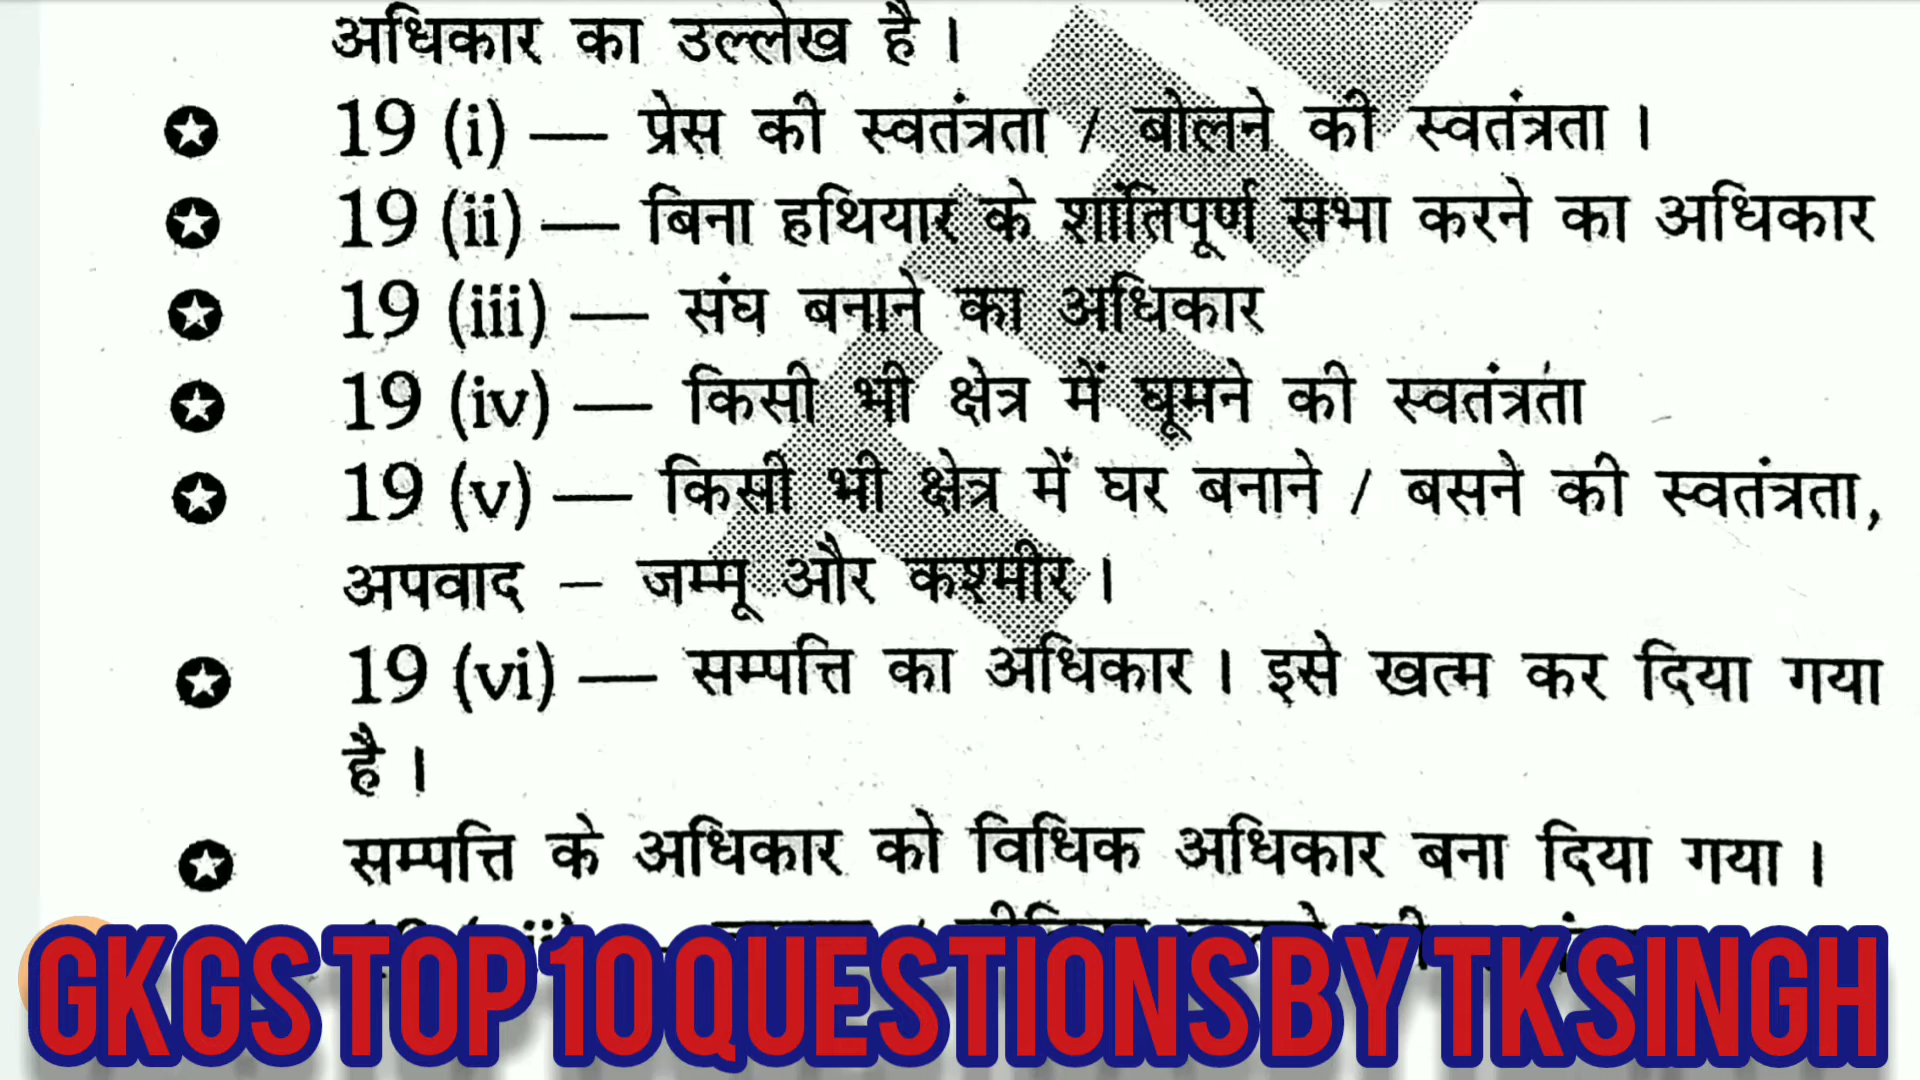 अधिकार का उल्लेख है।
19 (i) — प्रेस की स्वतंत्रता / बोलने की स्वतंत्रता।
19 (ii) — बिना हथियार के शांतिपूर्ण सभा करने का अधिकार
19 (iii) — संघ बनाने का अधिकार
19 (iv) — किसी भी क्षेत्र में घूमने की स्वतंत्रता
19 (v) — किसी भी क्षेत्र में घर बनाने / बसने की स्वतंत्रता,
अपवाद – जम्मू और कश्मीर।
19 (vi) — सम्पत्ति का अधिकार। इसे खत्म कर दिया गया
है।
सम्पत्ति के अधिकार को विधिक अधिकार बना दिया गया।
GKGS TOP 10 QUESTIONS BY TK SINGH